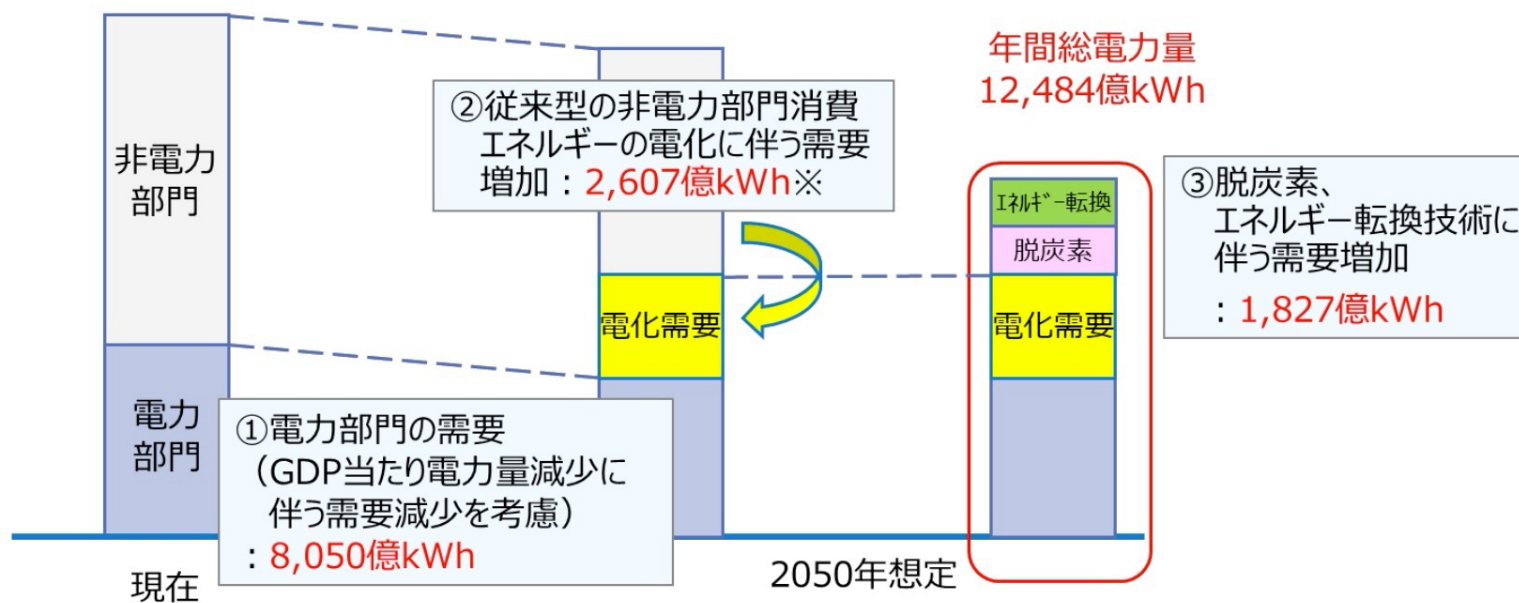 非電力
部門
電力
部門
現在
①電力部門の需要
（GDP当たり電力量減少に
伴う需要減少を考慮）
：8,050億kWh
②従来型の非電力部門消費
エネルギーの電化に伴う需要
増加：2,607億kWh※
電化需要
2050年想定
年間総電力量
12,484億kWh
ｴﾈﾙｷﾞｰ転換
脱炭素
電化需要
③脱炭素、
エネルギー転換技術に
伴う需要増加
：1,827億kWh